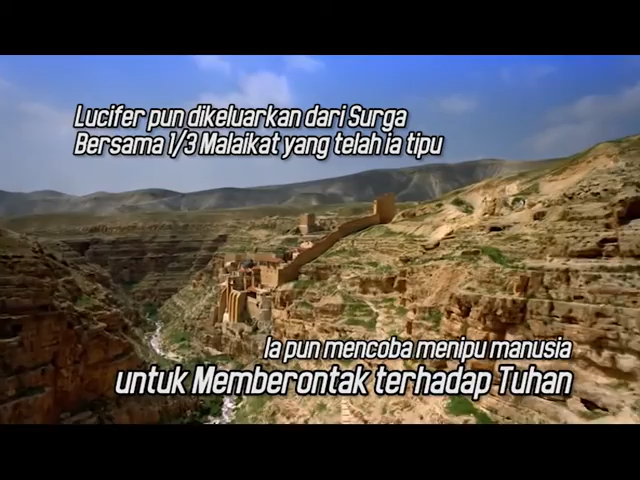 Lucifer pun dikeluarkan dari Surga
Bersama 1/3 Malaikat yang telah ia tipu
Ia pun mencoba menipu manusia
untuk Memberontak terhadap Tuhan